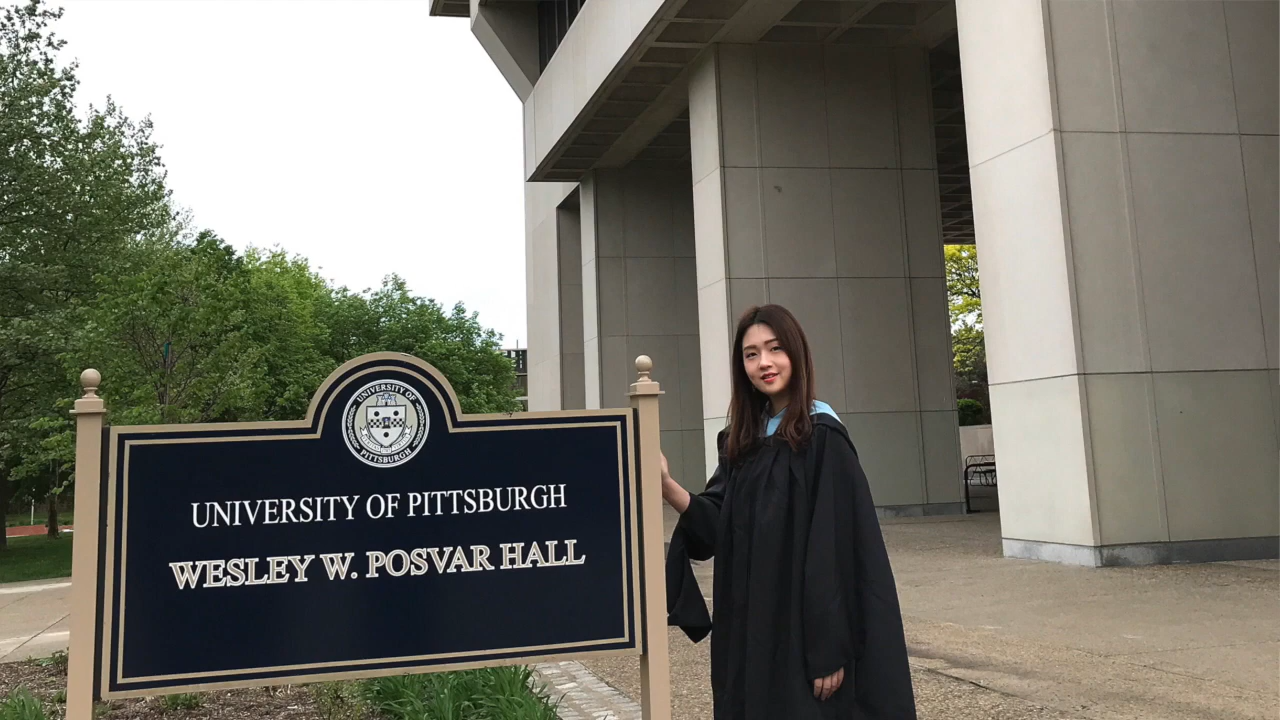 UNIVERSITY OF
PITTSBURGH
UNIVERSITY OF PITTSBURGH
WESLEY W. POSVAR HALL